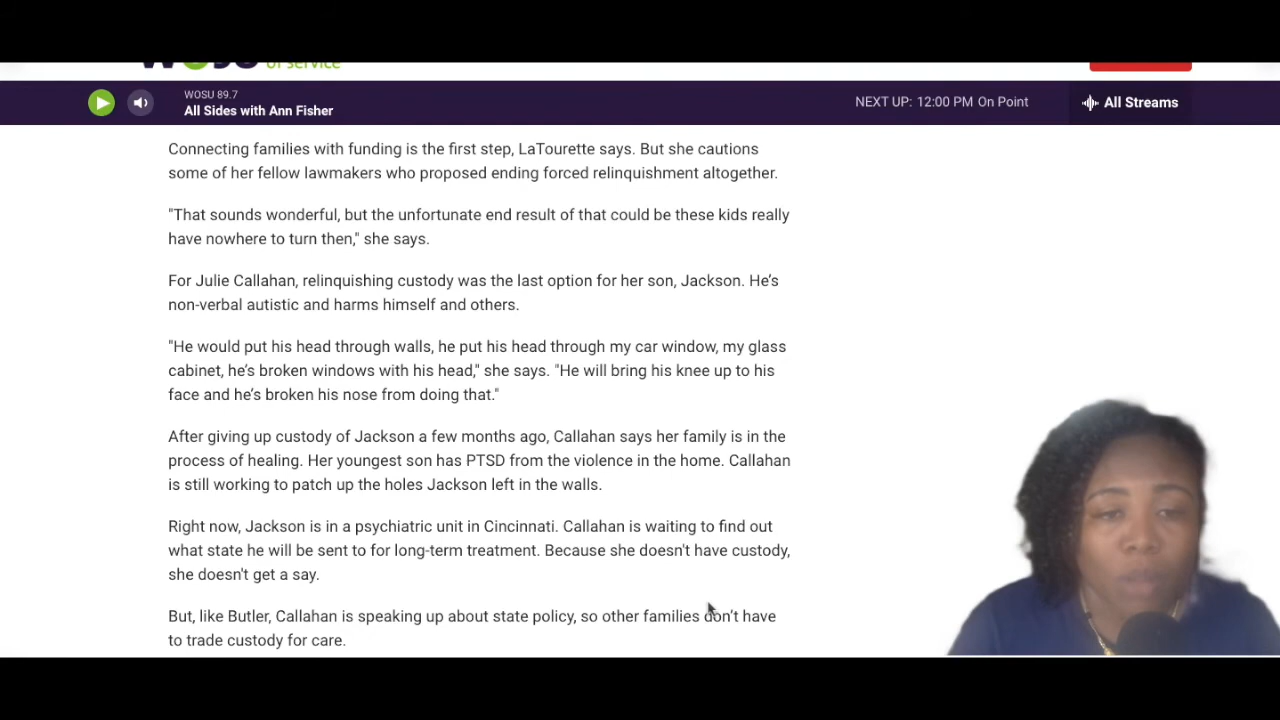 WOSU 89.7
All Sides with Ann Fisher
NEXT UP: 12:00 PM On Point
All Streams
Connecting families with funding is the first step, LaTourette says. But she cautions
some of her fellow lawmakers who proposed ending forced relinquishment altogether.
"That sounds wonderful, but the unfortunate end result of that could be these kids really
have nowhere to turn then," she says.
For Julie Callahan, relinquishing custody was the last option for her son, Jackson. He’s
non-verbal autistic and harms himself and others.
"He would put his head through walls, he put his head through my car window, my glass
cabinet, he’s broken windows with his head," she says. "He will bring his knee up to his
face and he’s broken his nose from doing that."
After giving up custody of Jackson a few months ago, Callahan says her family is in the
process of healing. Her youngest son has PTSD from the violence in the home. Callahan
is still working to patch up the holes Jackson left in the walls.
Right now, Jackson is in a psychiatric unit in Cincinnati. Callahan is waiting to find out
what state he will be sent to for long-term treatment. Because she doesn't have custody,
she doesn't get a say.
But, like Butler, Callahan is speaking up about state policy, so other families don’t have
to trade custody for care.